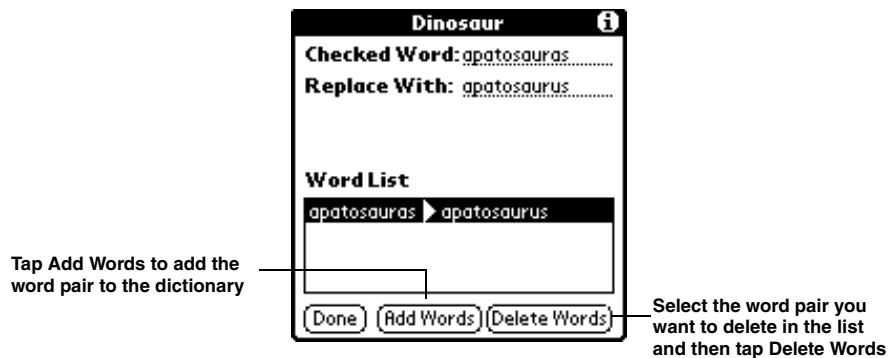 Dinosaur
Checked Word: apatosauras
Replace With: apatosaurus
Word List
apatosauras apatosaurus
Tap Add Words to add the
word pair to the dictionary
Done Add Words Delete Words
Select the word pair you
want to delete in the list
and then tap Delete Words